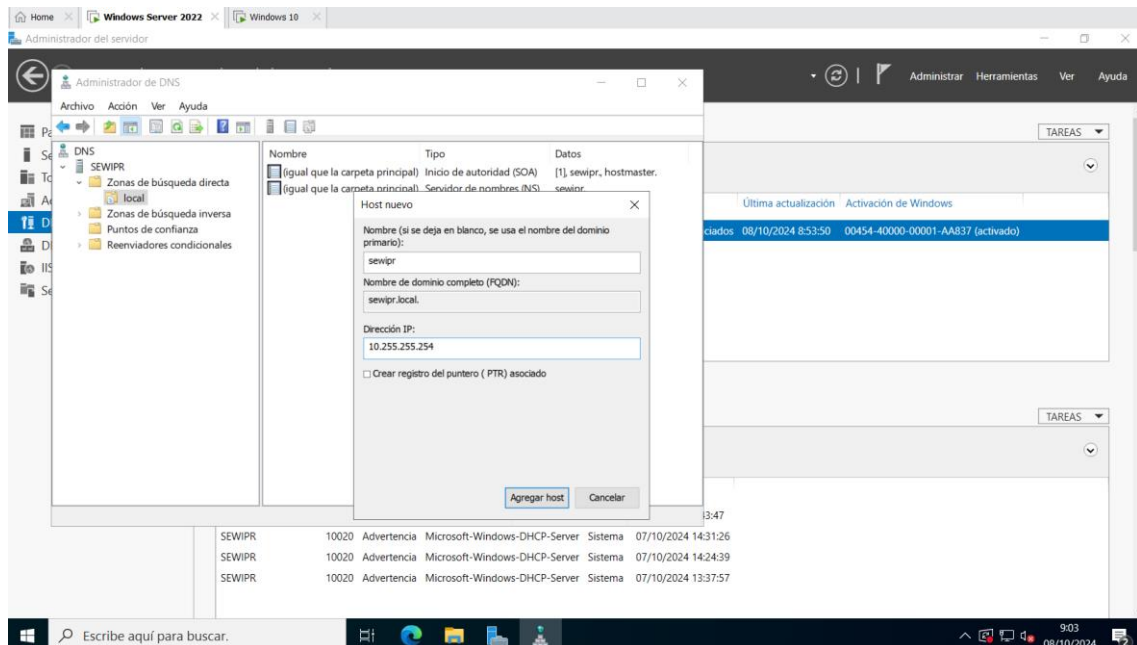 Home
Windows Server 2022
Windows 10
Administrador del servidor
Administrar Herramientas Ver Ayuda
Administrador de DNS
Archivo Acción Ver Ayuda
DNS
SEWIPR
Zonas de búsqueda directa
local
Zonas de búsqueda inversa
Puntos de confianza
Reenviadores condicionales
Nombre Tipo Datos
(igual que la carpeta principal) Inicio de autoridad (SOA) [1], sewipr., hostmaster.
(igual que la carpeta principal) Servidor de nombres (NS) sewipr.
Host nuevo
Nombre (si se deja en blanco, se usa el nombre del dominio
primario):
sewipr
Nombre de dominio completo (FQDN):
sewipr.local.
Dirección IP:
10.255.255.254
Crear registro del puntero ( PTR) asociado
Agregar host Cancelar
TAREAS
Última actualización Activación de Windows
ciados 08/10/2024 8:53:50 00454-40000-00001-AA837 (activado)
TAREAS
3:47
SEWIPR 10020 Advertencia Microsoft-Windows-DHCP-Server Sistema 07/10/2024 14:31:26
SEWIPR 10020 Advertencia Microsoft-Windows-DHCP-Server Sistema 07/10/2024 14:24:39
SEWIPR 10020 Advertencia Microsoft-Windows-DHCP-Server Sistema 07/10/2024 13:37:57
Escribe aquí para buscar.
9:03
08/10/2024